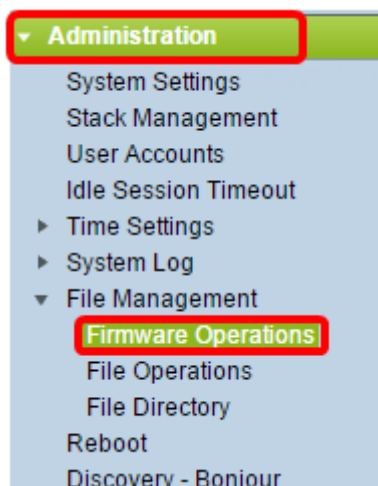 Administration
System Settings
Stack Management
User Accounts
Idle Session Timeout
Time Settings
System Log
File Management
Firmware Operations
File Operations
File Directory
Reboot
Discovery - Bonjour